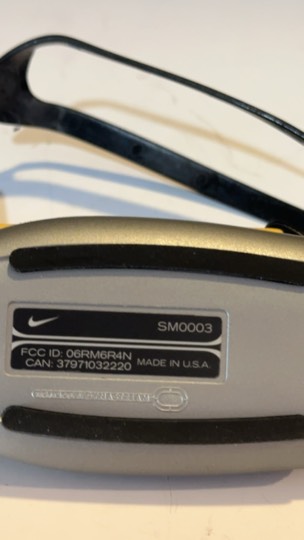 SM0003
FCC ID: 06RM6R4N
CAN: 37971032220 MADE IN U.S.A.